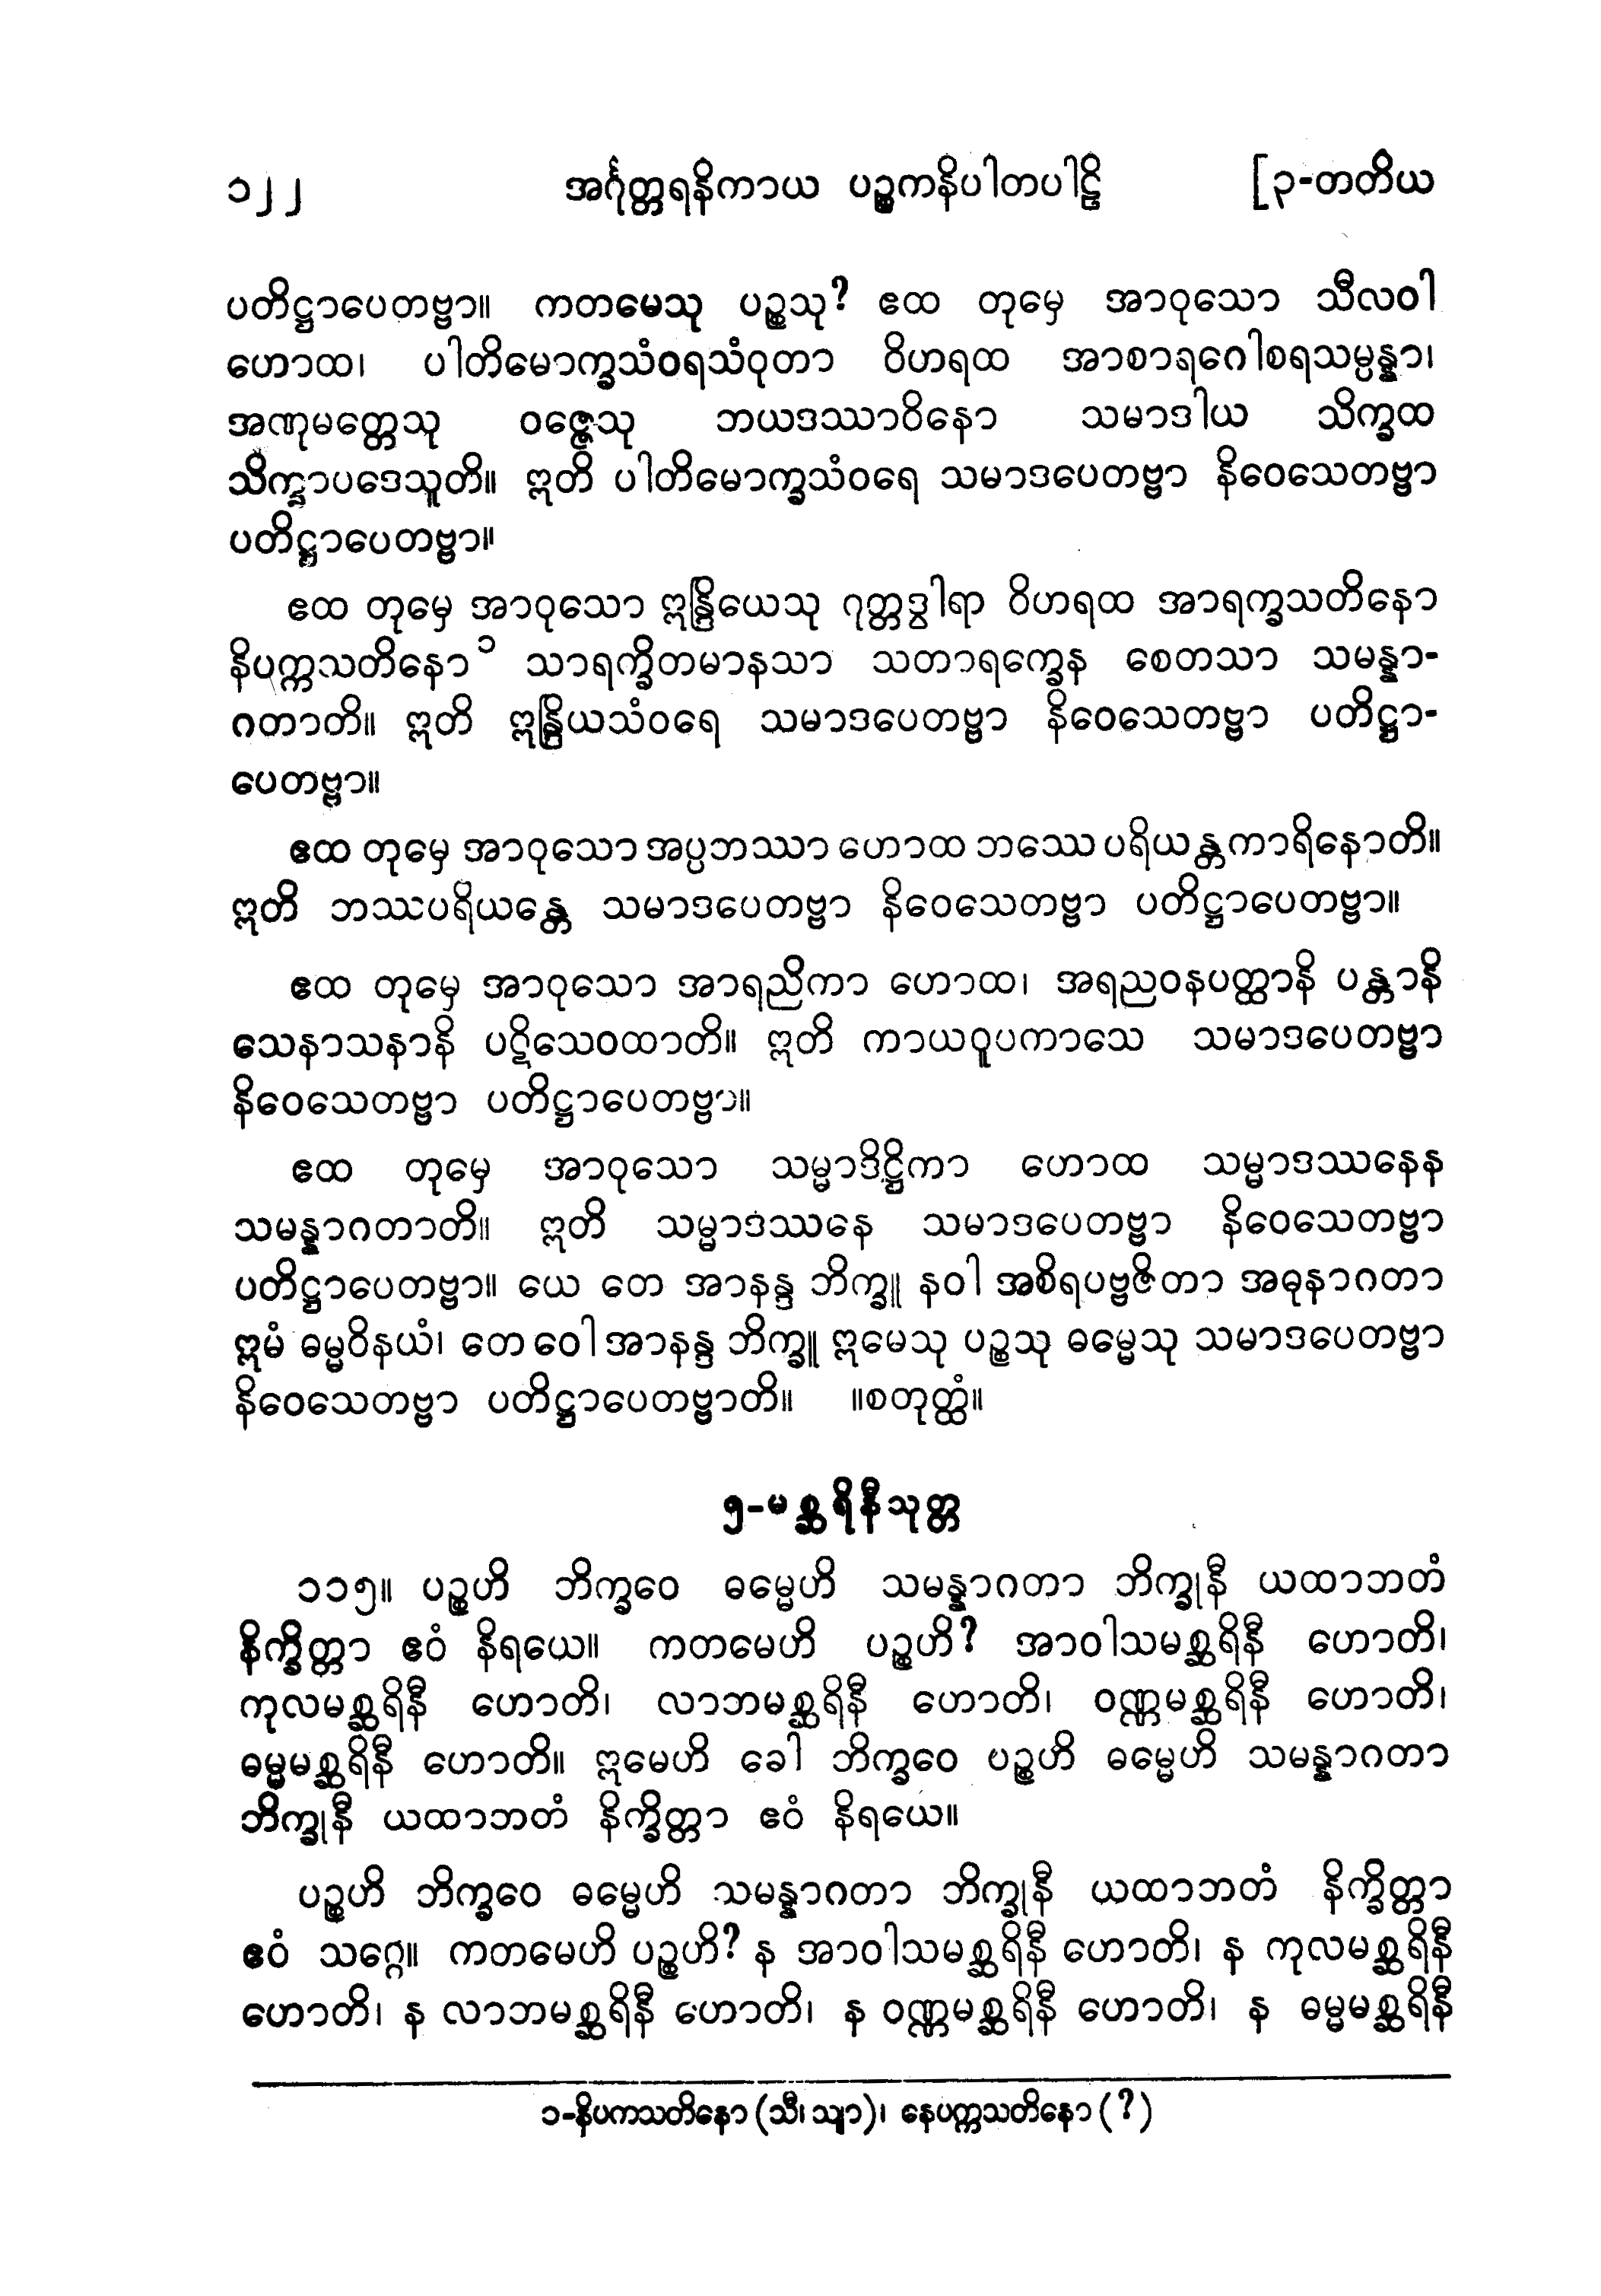 ၁၂၂ အင်္ဂုတ္တရနိကာယ ပဉ္စကနိပါတပါဠိ [၃-တတိယ
ပတိဋ္ဌာပေတဗ္ဗာ။ ကတမေသု ပဉ္စသု? ဧထ တုမှေ အာဝုသော သီလဝါ
ဟောထ၊ ပါတိမောက္ခသံဝရသံဝုတာ ဝိဟရထ အာစာရဂေါစရသမ္ပန္နာ၊
အဏုမတ္တေသု ဝဇ္ဇေသု ဘယဒဿာဝိနော သမာဒါယ သိက္ခထ
သိက္ခာပဒေသူတိ။ ဣတိ ပါတိမောက္ခသံဝရေ သမာဒပေတဗ္ဗာ နိဝေသေတဗ္ဗာ
ပတိဋ္ဌာပေတဗ္ဗာ။
ဧထ တုမှေ အာဝုသော ဣန္ဒြိယေသု ဂုတ္တဒွါရာ ဝိဟရထ အာရက္ခသတိနော
နိပက္ကသတိနော၁ သာရက္ခိတမာနသာ သတာရက္ခေန စေတသာ သမန္နာ-
ဂတာတိ။ ဣတိ ဣန္ဒြိယသံဝရေ သမာဒပေတဗ္ဗာ နိဝေသေတဗ္ဗာ ပတိဋ္ဌာ-
ပေတဗ္ဗာ။
ဧထ တုမှေ အာဝုသော အပ္ပဘဿာ ဟောထ ဘဿေ ပရိယန္တကာရိနောတိ။
ဣတိ ဘဿပရိယန္တေ သမာဒပေတဗ္ဗာ နိဝေသေတဗ္ဗာ ပတိဋ္ဌာပေတဗ္ဗာ။
ဧထ တုမှေ အာဝုသော အာရညိကာ ဟောထ၊ အရညဝနပတ္ထာနိ ပန္တာနိ
သေနာသနာနိ ပဋိသေဝထာတိ။ ဣတိ ကာယဝူပကာသေ သမာဒပေတဗ္ဗာ
နိဝေသေတဗ္ဗာ ပတိဋ္ဌာပေတဗ္ဗာ။
ဧထ တုမှေ အာဝုသော သမ္မာဒိဋ္ဌိကာ ဟောထ သမ္မာဒဿနေန
သမန္နာဂတာတိ။ ဣတိ သမ္မာဒဿနေ သမာဒပေတဗ္ဗာ နိဝေသေတဗ္ဗာ
ပတိဋ္ဌာပေတဗ္ဗာ။ ယေ တေ အာနန္ဒ ဘိက္ခူ နဝါ အစိရပဗ္ဗဇိတာ အဓုနာဂတာ
ဣမံ ဓမ္မဝိနယံ၊ တေ ဝေါ အာနန္ဒ ဘိက္ခူ ဣမေသု ပဉ္စသု ဓမ္မေသု သမာဒပေတဗ္ဗာ
နိဝေသေတဗ္ဗာ ပတိဋ္ဌာပေတဗ္ဗာတိ။ ။စတုတ္ထံ။
၅-မစ္ဆရိနီသုတ္တ
၁၁၅။ ပဉ္စဟိ ဘိက္ခဝေ ဓမ္မေဟိ သမန္နာဂတာ ဘိက္ခုနီ ယထာဘတံ
နိက္ခိတ္တာ ဧဝံ နိရယေ။ ကတမေဟိ ပဉ္စဟိ? အာဝါသမစ္ဆရိနီ ဟောတိ၊
ကုလမစ္ဆရိနီ ဟောတိ၊ လာဘမစ္ဆရိနီ ဟောတိ၊ ဝဏ္ဏမစ္ဆရိနီ ဟောတိ၊
ဓမ္မမစ္ဆရိနီ ဟောတိ။ ဣမေဟိ ခေါ ဘိက္ခဝေ ပဉ္စဟိ ဓမ္မေဟိ သမန္နာဂတာ
ဘိက္ခုနီ ယထာဘတံ နိက္ခိတ္တာ ဧဝံ နိရယေ။
ပဉ္စဟိ ဘိက္ခဝေ ဓမ္မေဟိ သမန္နာဂတာ ဘိက္ခုနီ ယထာဘတံ နိက္ခိတ္တာ
ဧဝံ သဂ္ဂေ။ ကတမေဟိ ပဉ္စဟိ? န အာဝါသမစ္ဆရိနီ ဟောတိ၊ န ကုလမစ္ဆရိနီ
ဟောတိ၊ န လာဘမစ္ဆရိနီ ဟောတိ၊ န ဝဏ္ဏမစ္ဆရိနီ ဟောတိ၊ န ဓမ္မမစ္ဆရိနီ
၁-နိပကသတိနော (သီ၊ သျာ)၊ နေပက္ကသတိနော (?)